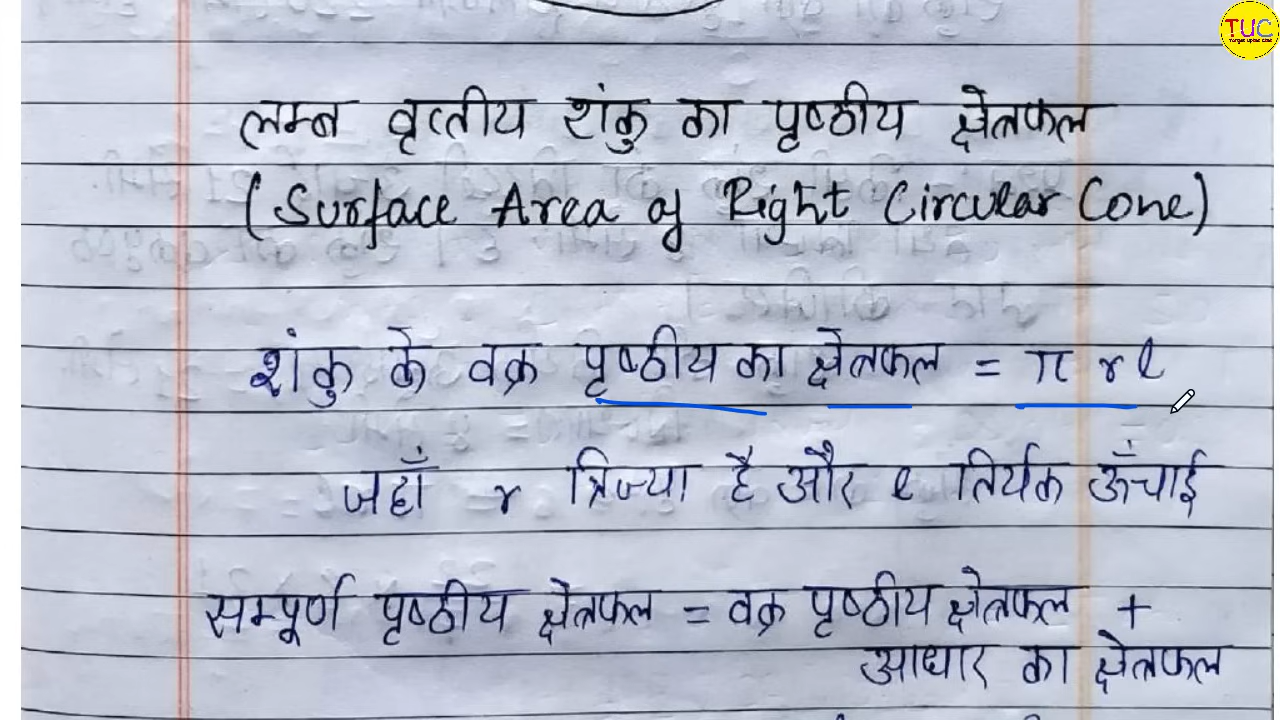 TUC
लम्ब वृत्तीय शंकु का पृष्ठीय क्षेत्रफल
(Surface Area of Right Circular Cone)
शंकु के वक्र पृष्ठीय का क्षेत्रफल = π r l
जहाँ r त्रिज्या है और l तिर्यक ऊँचाई
सम्पूर्ण पृष्ठीय क्षेत्रफल = वक्र पृष्ठीय क्षेत्रफल +
आधार का क्षेत्रफल